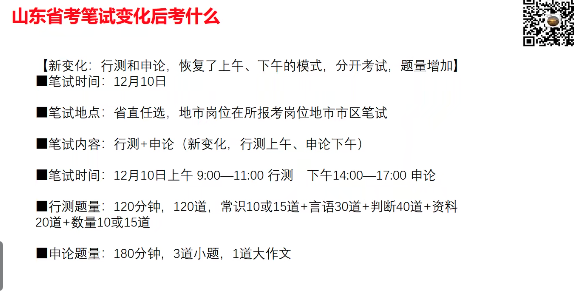 山东省考笔试变化后考什么
【新变化：行测和申论，恢复了上午、下午的模式，分开考试，题量增加】
■笔试时间：12月10日
■笔试地点：省直任选，地市岗位在所报考岗位地市市区笔试
■笔试内容：行测+申论（新变化，行测上午、申论下午）
■笔试时间：12月10日上午 9:00—11:00 行测　下午14:00—17:00 申论
■行测题量：120分钟，120道，常识10或15道+言语30道+判断40道+资料
20道+数量10或15道
■申论题量：180分钟，3道小题，1道大作文